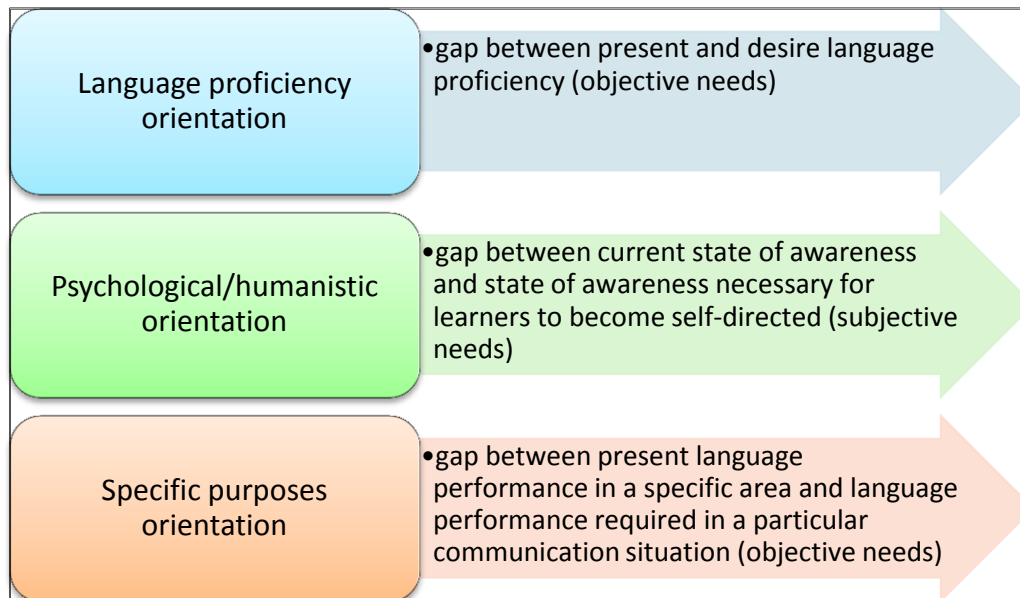 Language proficiency
orientation
•gap between present and desire language
proficiency (objective needs)
Psychological/humanistic
orientation
•gap between current state of awareness
and state of awareness necessary for
learners to become self-directed (subjective
needs)
Specific purposes
orientation
•gap between present language
performance in a specific area and language
performance required in a particular
communication situation (objective needs)